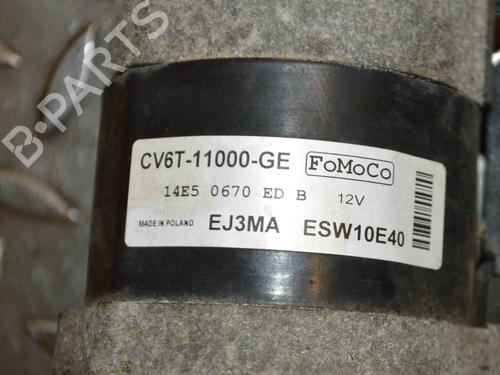 B-PARTS
CV6T-11000-GE FoMoCo
14E5 0670 ED B 12V
MADE IN POLAND EJ3MA ESW10E40